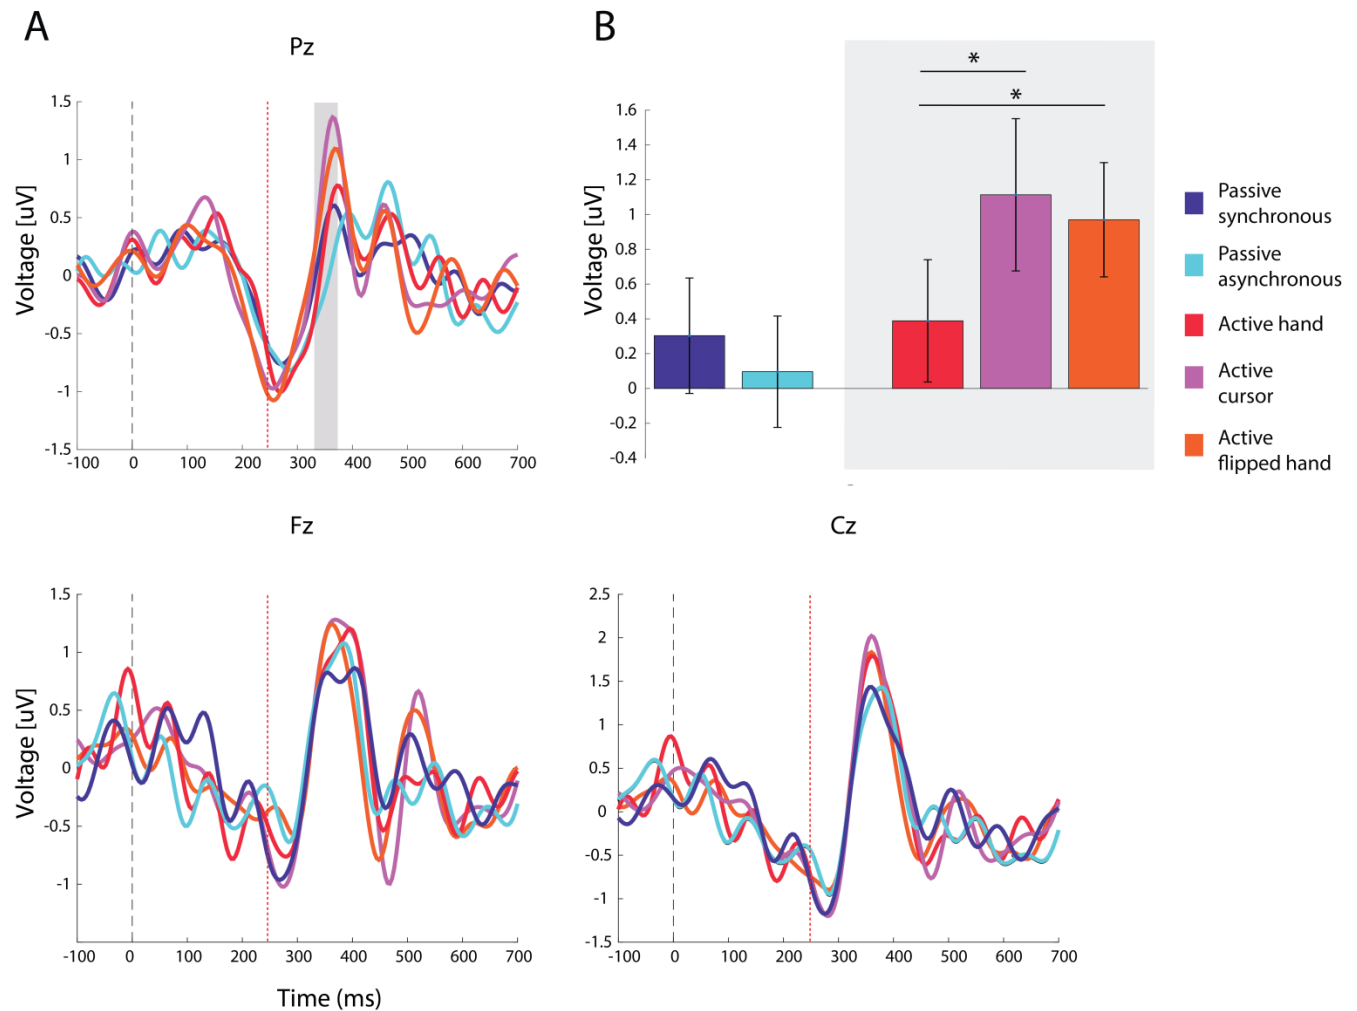 A
B
Pz
*
*
1.5
1
0.5
0
-0.5
-1
-1.5
Voltage [uV]
-100 0 100 200 300 400 500 600 700
1.6
1.4
1.2
1
0.8
0.6
0.4
0.2
0
-0.2
-0.4
Voltage [uV]
Passive
synchronous
Passive
asynchronous
Active hand
Active
cursor
Active
flipped hand
Fz
1.5
1
0.5
0
-0.5
-1
Voltage [uV]
-100 0 100 200 300 400 500 600 700
Time (ms)
Cz
2.5
2
1.5
1
0.5
0
-0.5
-1
-1.5
-100 0 100 200 300 400 500 600 700